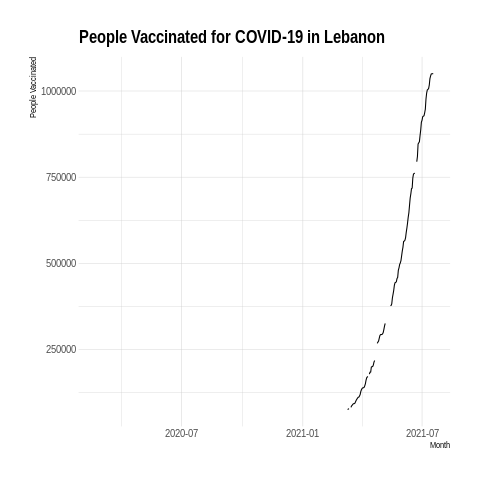 People Vaccinated for COVID-19 in Lebanon
People Vaccinated
1000000
750000
500000
250000
2020-07
2021-01
2021-07
Month